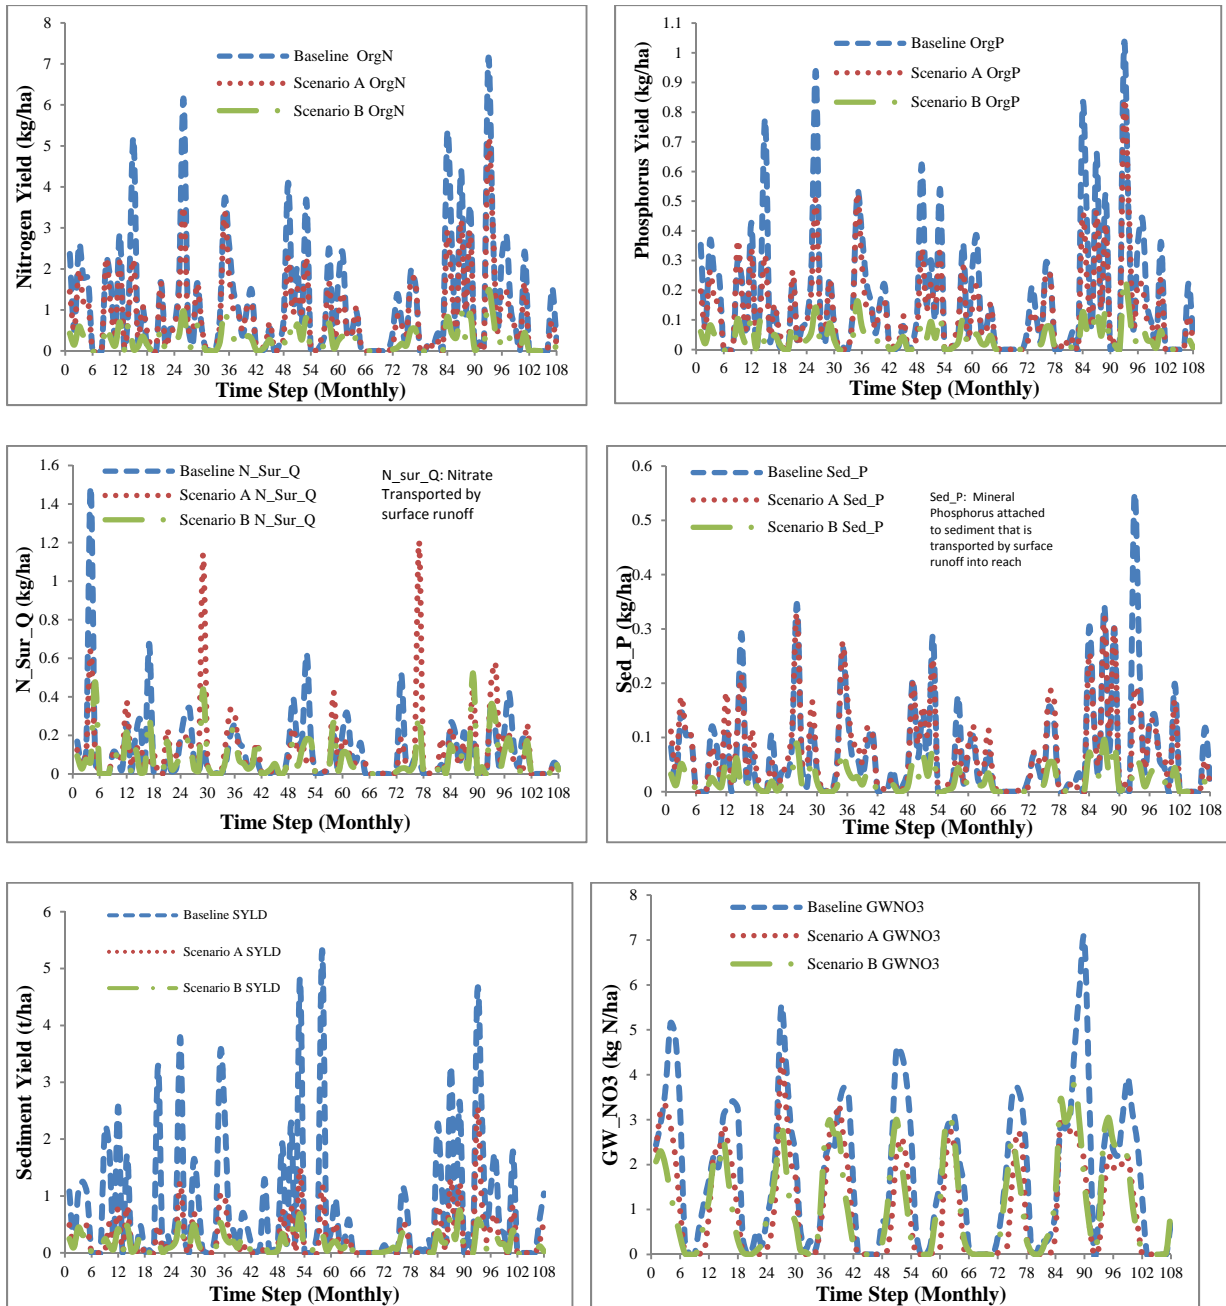 Nitrogen Yield (kg/ha)
8
7
6
5
4
3
2
1
0
Baseline OrgN
Scenario A OrgN
Scenario B OrgN
0 6 12 18 24 30 36 42 48 54 60 66 72 78 84 90 96 102 108
Time Step (Monthly)
Phosphorus Yield (kg/ha)
1.1
1
0.9
0.8
0.7
0.6
0.5
0.4
0.3
0.2
0.1
0
Baseline OrgP
Scenario A OrgP
Scenario B OrgP
0 6 12 18 24 30 36 42 48 54 60 66 72 78 84 90 96 102 108
Time Step (Monthly)
N_Sur_Q (kg/ha)
1.6
1.4
1.2
1
0.8
0.6
0.4
0.2
0
Baseline N_Sur_Q
Scenario A N_Sur_Q
Scenario B N_Sur_Q
N_sur_Q: Nitrate
Transported by
surface runoff
0 12 24 36 48 60 72 84 96 108
Time Step (Monthly)
Sed_P (kg/ha)
0.6
0.5
0.4
0.3
0.2
0.1
0
Baseline Sed_P
Scenario A Sed_P
Scenario B Sed_P
Sed_P: Mineral
Phosphorus attached
to sediment that is
transported by surface
runoff into reach
0 6 12 18 24 30 36 42 48 54 60 66 72 78 84 90 96 102 108
Time Step (Monthly)
Sediment Yield (t/ha)
6
5
4
3
2
1
0
Baseline SYLD
Scenario A SYLD
Scenario B SYLD
0 6 12 18 24 30 36 42 48 54 60 66 72 78 84 90 96 102 108
Time Step (Monthly)
GW_NO3 (kg N/ha)
8
7
6
5
4
3
2
1
0
Baseline GWNO3
Scenario A GWNO3
Scenario B GWNO3
0 6 12 18 24 30 36 42 48 54 60 66 72 78 84 90 96 102 108
Time Step (Monthly)